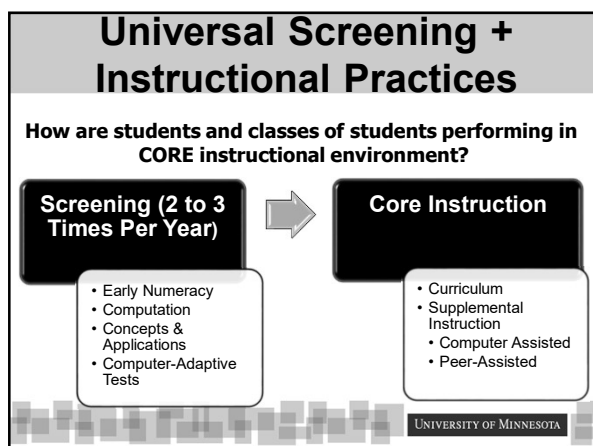 Universal Screening +
Instructional Practices
How are students and classes of students performing in
CORE instructional environment?
Screening (2 to 3
Times Per Year)
• Early Numeracy
• Computation
• Concepts &
Applications
• Computer-Adaptive
Tests
Core Instruction
• Curriculum
• Supplemental
Instruction
• Computer Assisted
• Peer-Assisted
UNIVERSITY OF MINNESOTA